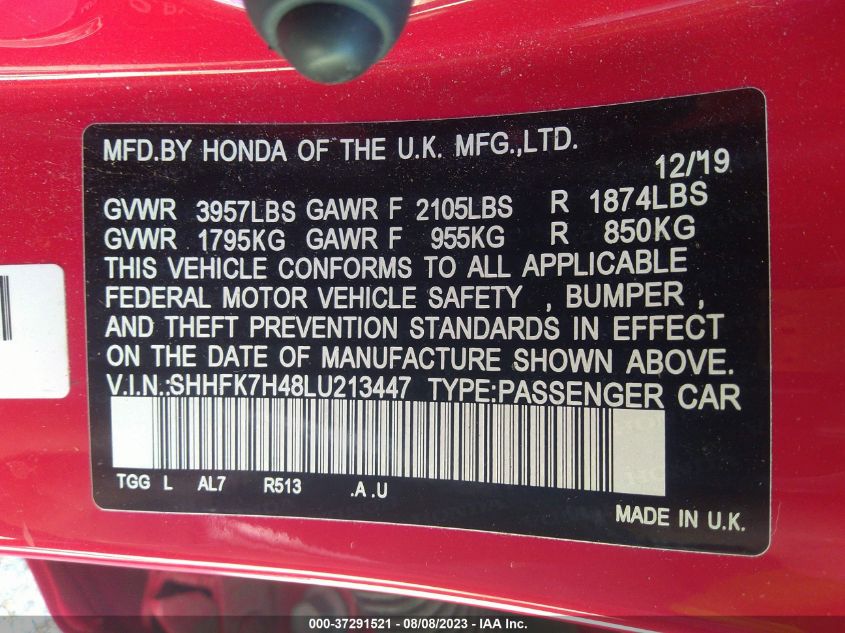 MFD.BY HONDA OF THE U.K. MFG.,LTD.
12/19
GVWR 3957LBS GAWR F 2105LBS R 1874LBS
GVWR 1795KG GAWR F 955KG R 850KG
THIS VEHICLE CONFORMS TO ALL APPLICABLE
FEDERAL MOTOR VEHICLE SAFETY , BUMPER ,
AND THEFT PREVENTION STANDARDS IN EFFECT
ON THE DATE OF MANUFACTURE SHOWN ABOVE.
V.I.N.:SHHFK7H48LU213447 TYPE:PASSENGER CAR
TGG L AL7 R513 .A .U
MADE IN U.K.
000-37291521 - 08/08/2023 - IAA Inc.